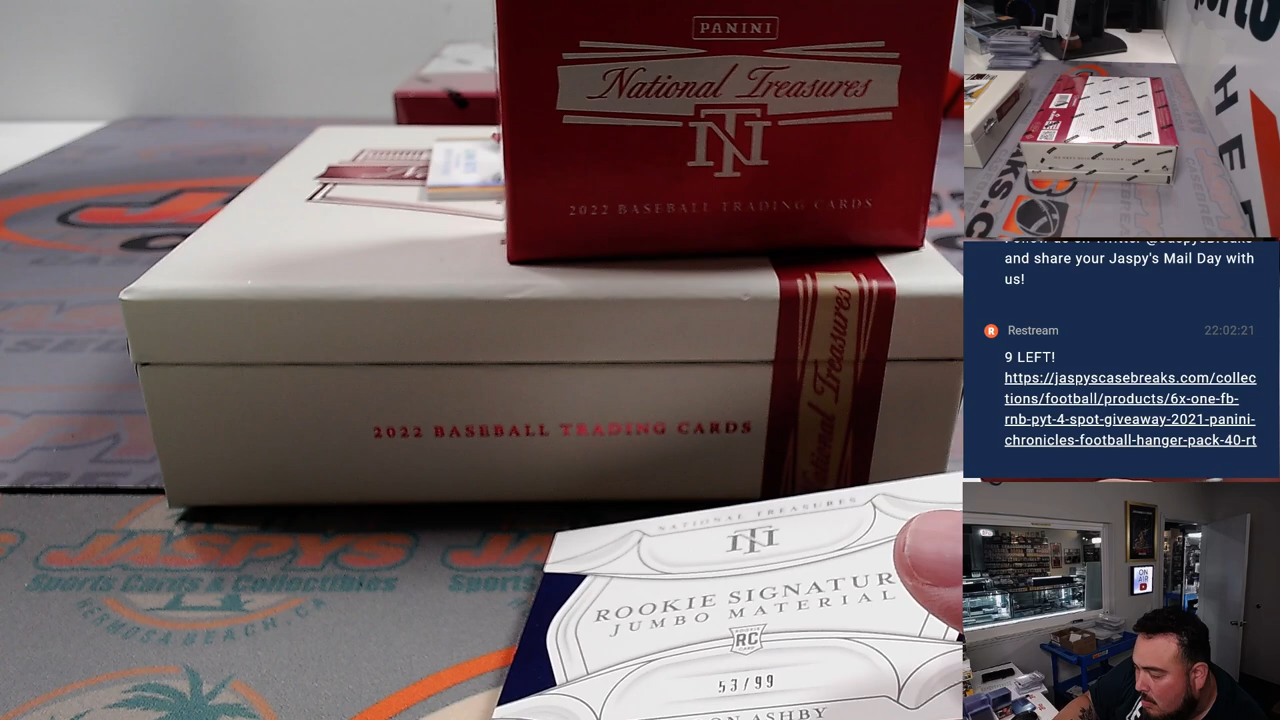 PANINI
National Treasures
NT
2022 BASEBALL TRADING CARDS
2022 BASEBALL TRADING CARDS
National Treasures
NATIONAL TREASURES
NT
ROOKIE SIGNATUR
JUMBO MATERIAL
RC
53/99
ON ASHBY
JASPYS
Sports Cards & Collectibles
HERMOSA BEACH, CA
and share your Jaspy's Mail Day with
us!
Restream
22:02:21
9 LEFT!
https://jaspyscasebreaks.com/collec
tions/football/products/6x-one-fb-
rnb-pyt-4-spot-giveaway-2021-panini-
chronicles-football-hanger-pack-40-rt
ON
AIR